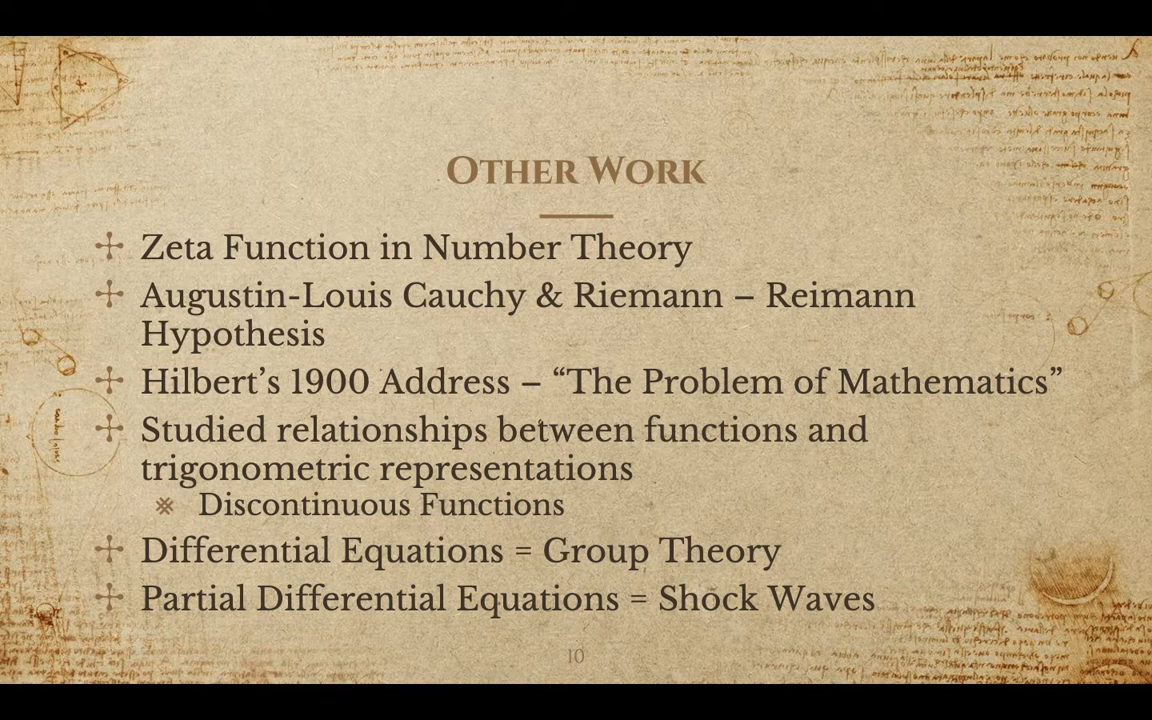 Other Work
Zeta Function in Number Theory
Augustin-Louis Cauchy & Riemann – Reimann
Hypothesis
Hilbert’s 1900 Address – “The Problem of Mathematics”
Studied relationships between functions and
trigonometric representations
Discontinuous Functions
Differential Equations = Group Theory
Partial Differential Equations = Shock Waves
10